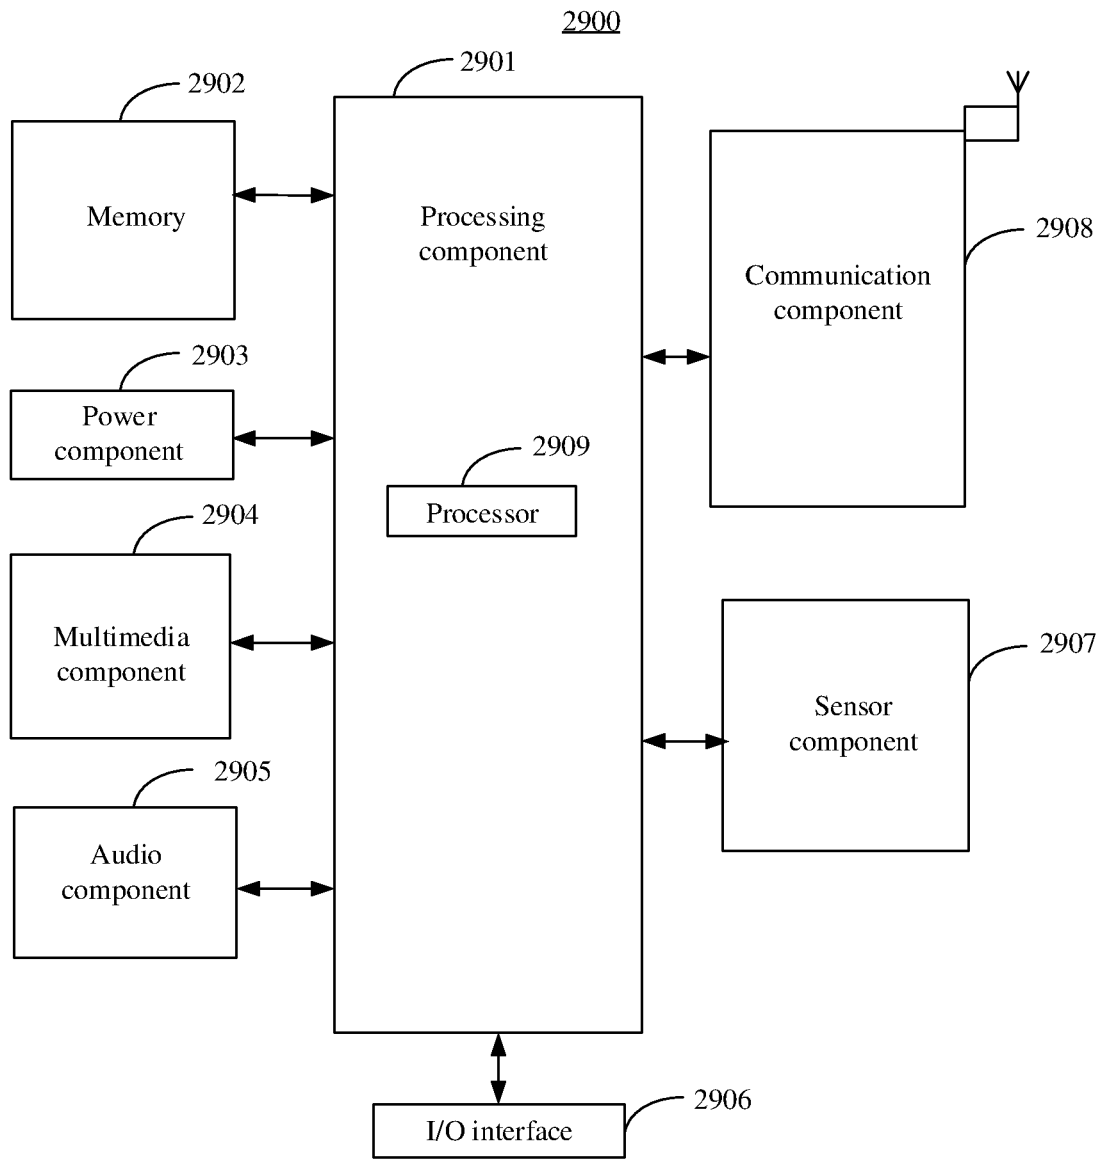 2900
2901
2902
Memory
Processing
component
2908
Communication
component
2903
Power
component
2909
Processor
2904
Multimedia
component
2907
Sensor
component
2905
Audio
component
2906
I/O interface